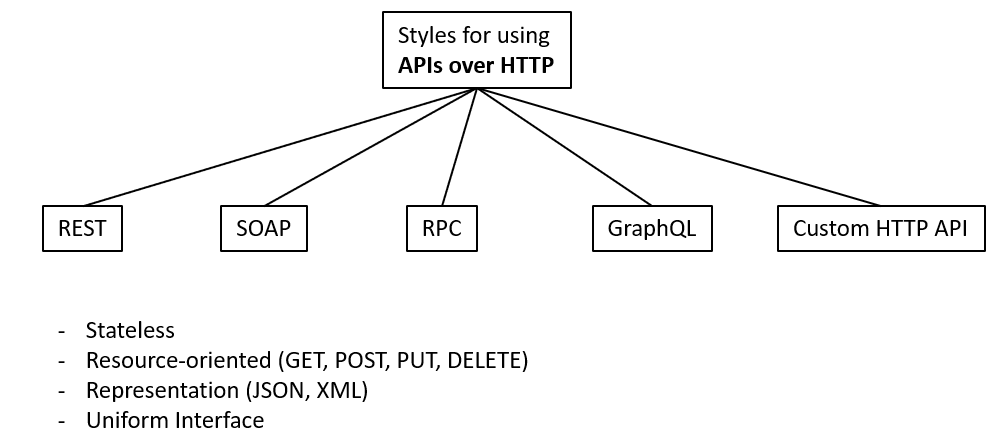 Styles for using
APIs over HTTP
REST
SOAP
RPC
GraphQL
Custom HTTP API
- Stateless
- Resource-oriented (GET, POST, PUT, DELETE)
- Representation (JSON, XML)
- Uniform Interface